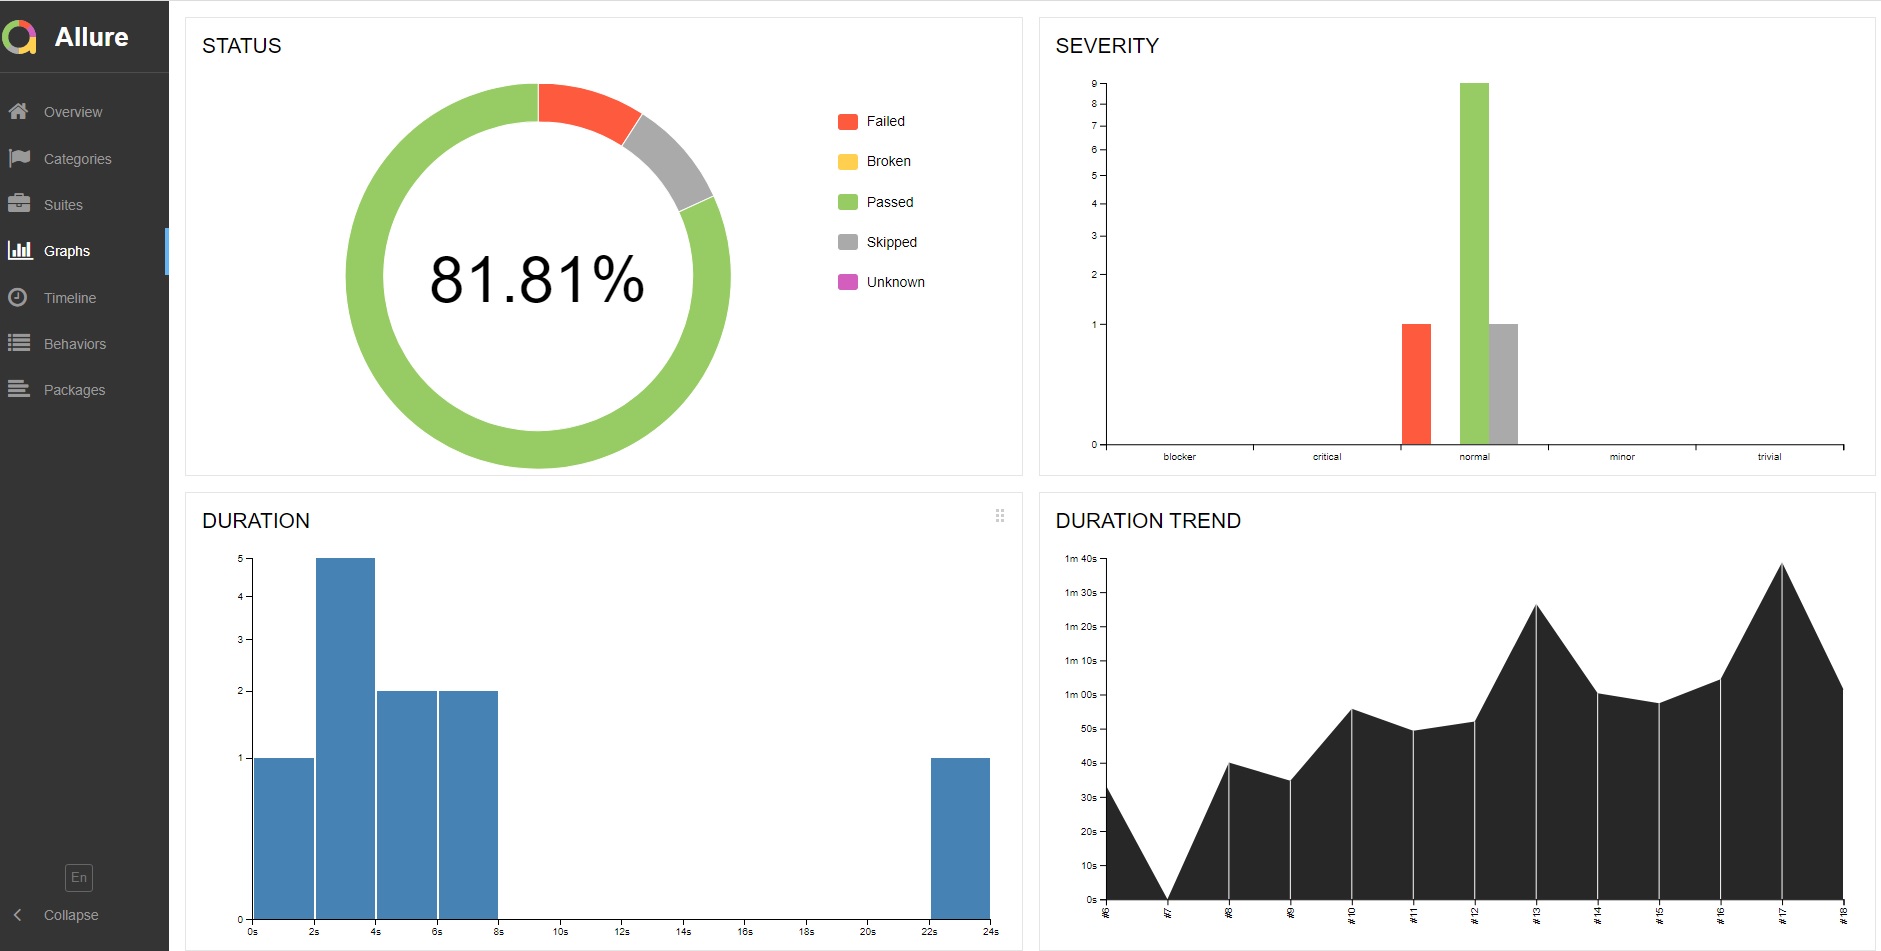 Allure
Overview
Categories
Suites
Graphs
Timeline
Behaviors
Packages
En
Collapse
STATUS
81.81%
Failed
Broken
Passed
Skipped
Unknown
SEVERITY
9
8
7
6
5
4
3
2
1
0
blocker critical normal minor trivial
DURATION
5
4
3
2
1
0
0s 2s 4s 6s 8s 10s 12s 14s 16s 18s 20s 22s 24s
DURATION TREND
1m 40s
1m 30s
1m 20s
1m 10s
1m 00s
50s
40s
30s
20s
10s
0s
#6 #7 #8 #9 #10 #11 #12 #13 #14 #15 #16 #17 #18